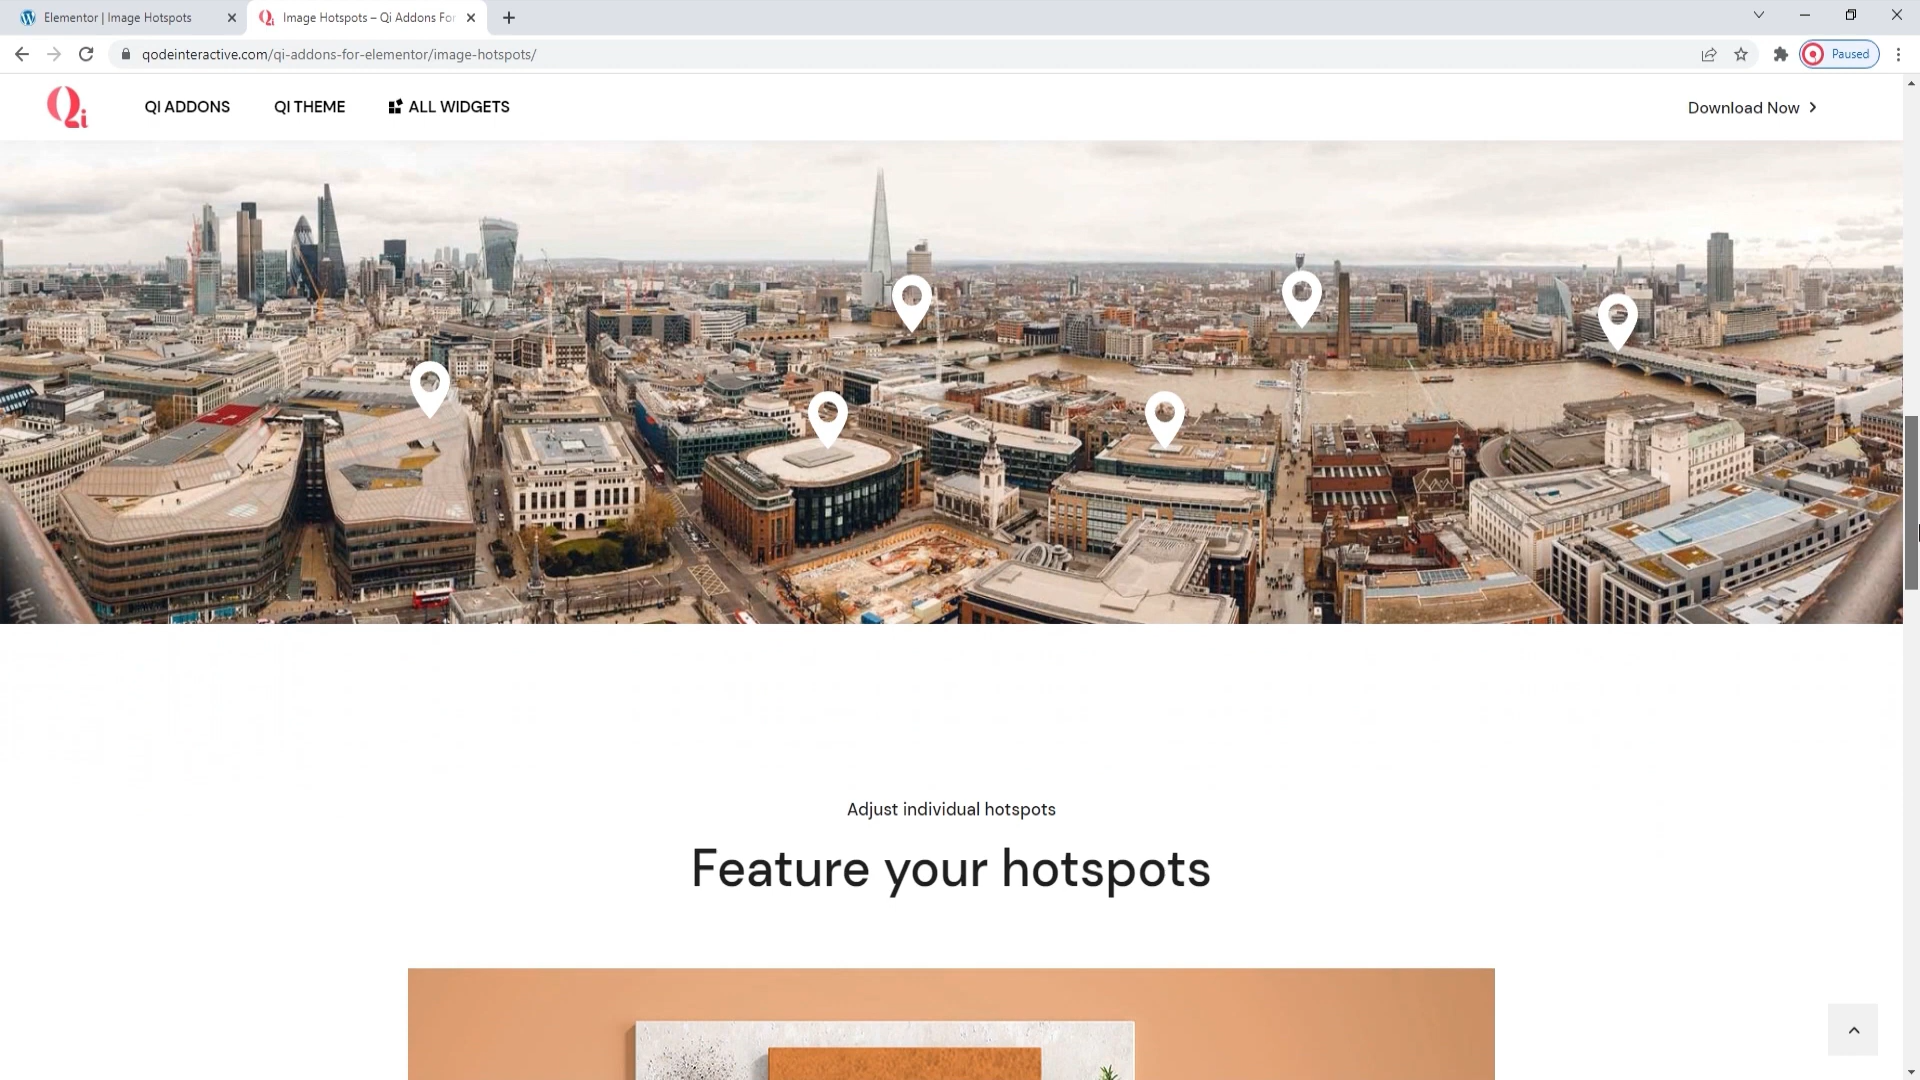 Elementor | Image Hotspots
Image Hotspots – Qi Addons For
qodeinteractive.com/qi-addons-for-elementor/image-hotspots/
Paused
Qi
QI ADDONS
QI THEME
ALL WIDGETS
Download Now
Adjust individual hotspots
Feature your hotspots